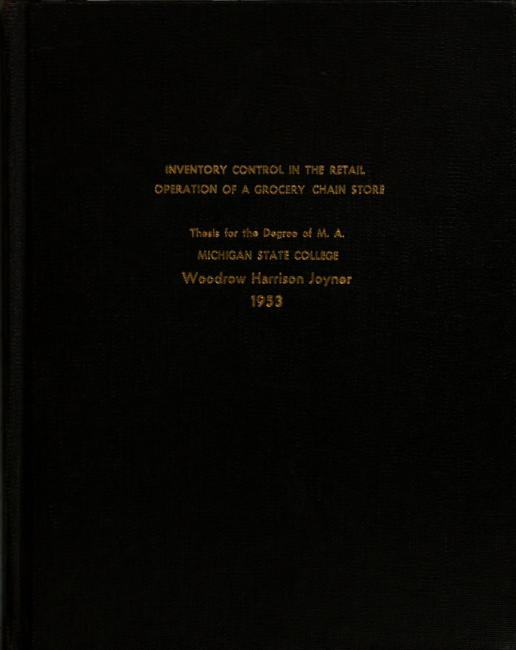 INVENTORY CONTROL IN THE RETAIL
OPERATION OF A GROCERY CHAIN STORE
Thesis for the Degree of M. A.
MICHIGAN STATE COLLEGE
Woodrow Harrison Joyner
1953